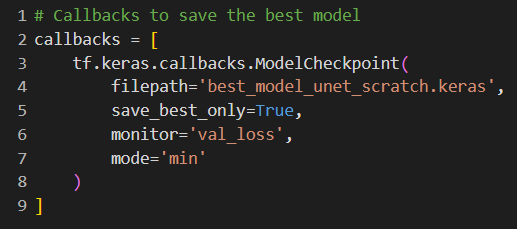 1 # Callbacks to save the best model
2 callbacks = [
3     tf.keras.callbacks.ModelCheckpoint(
4         filepath='best_model_unet_scratch.keras',
5         save_best_only=True,
6         monitor='val_loss',
7         mode='min'
8     )
9 ]